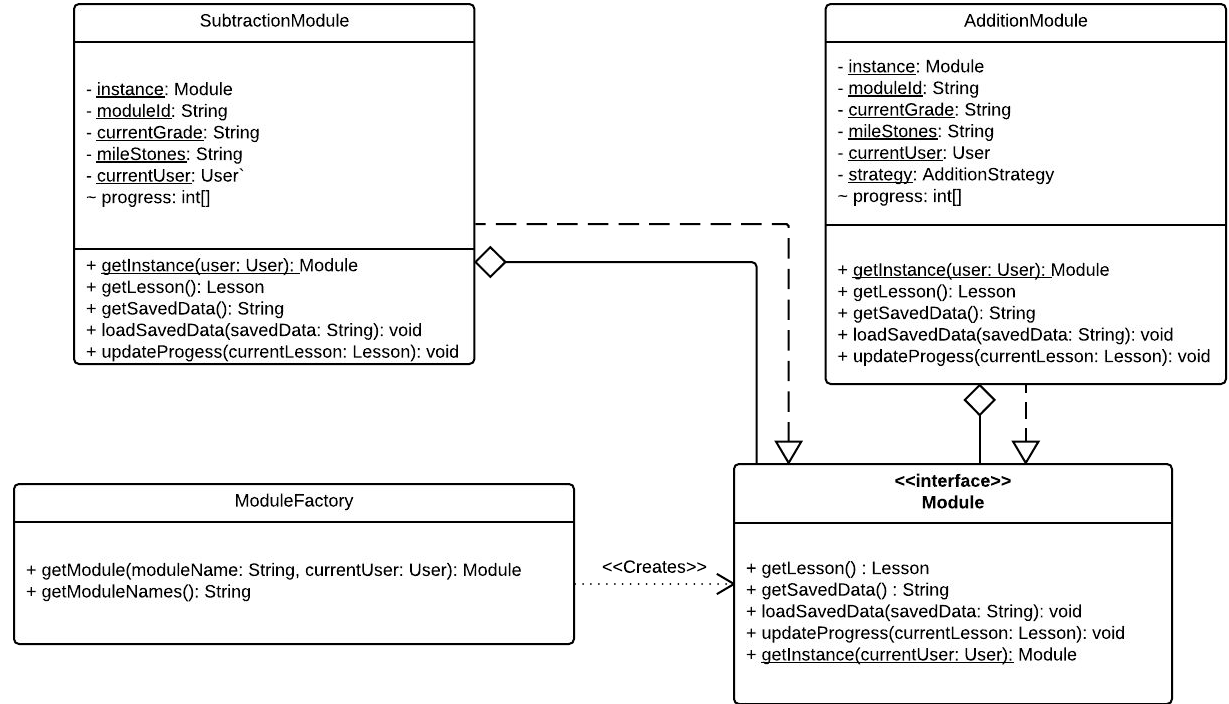 SubtractionModule
- instance: Module
- moduleId: String
- currentGrade: String
- mileStones: String
- currentUser: User`
~ progress: int[]
+ getInstance(user: User): Module
+ getLesson(): Lesson
+ getSavedData(): String
+ loadSavedData(savedData: String): void
+ updateProgess(currentLesson: Lesson): void
AdditionModule
- instance: Module
- moduleId: String
- currentGrade: String
- mileStones: String
- currentUser: User
- strategy: AdditionStrategy
~ progress: int[]
+ getInstance(user: User): Module
+ getLesson(): Lesson
+ getSavedData(): String
+ loadSavedData(savedData: String): void
+ updateProgess(currentLesson: Lesson): void
ModuleFactory
+ getModule(moduleName: String, currentUser: User): Module
+ getModuleNames(): String
<<Creates>>
<<interface>>
Module
+ getLesson() : Lesson
+ getSavedData() : String
+ loadSavedData(savedData: String): void
+ updateProgress(currentLesson: Lesson): void
+ getInstance(currentUser: User): Module